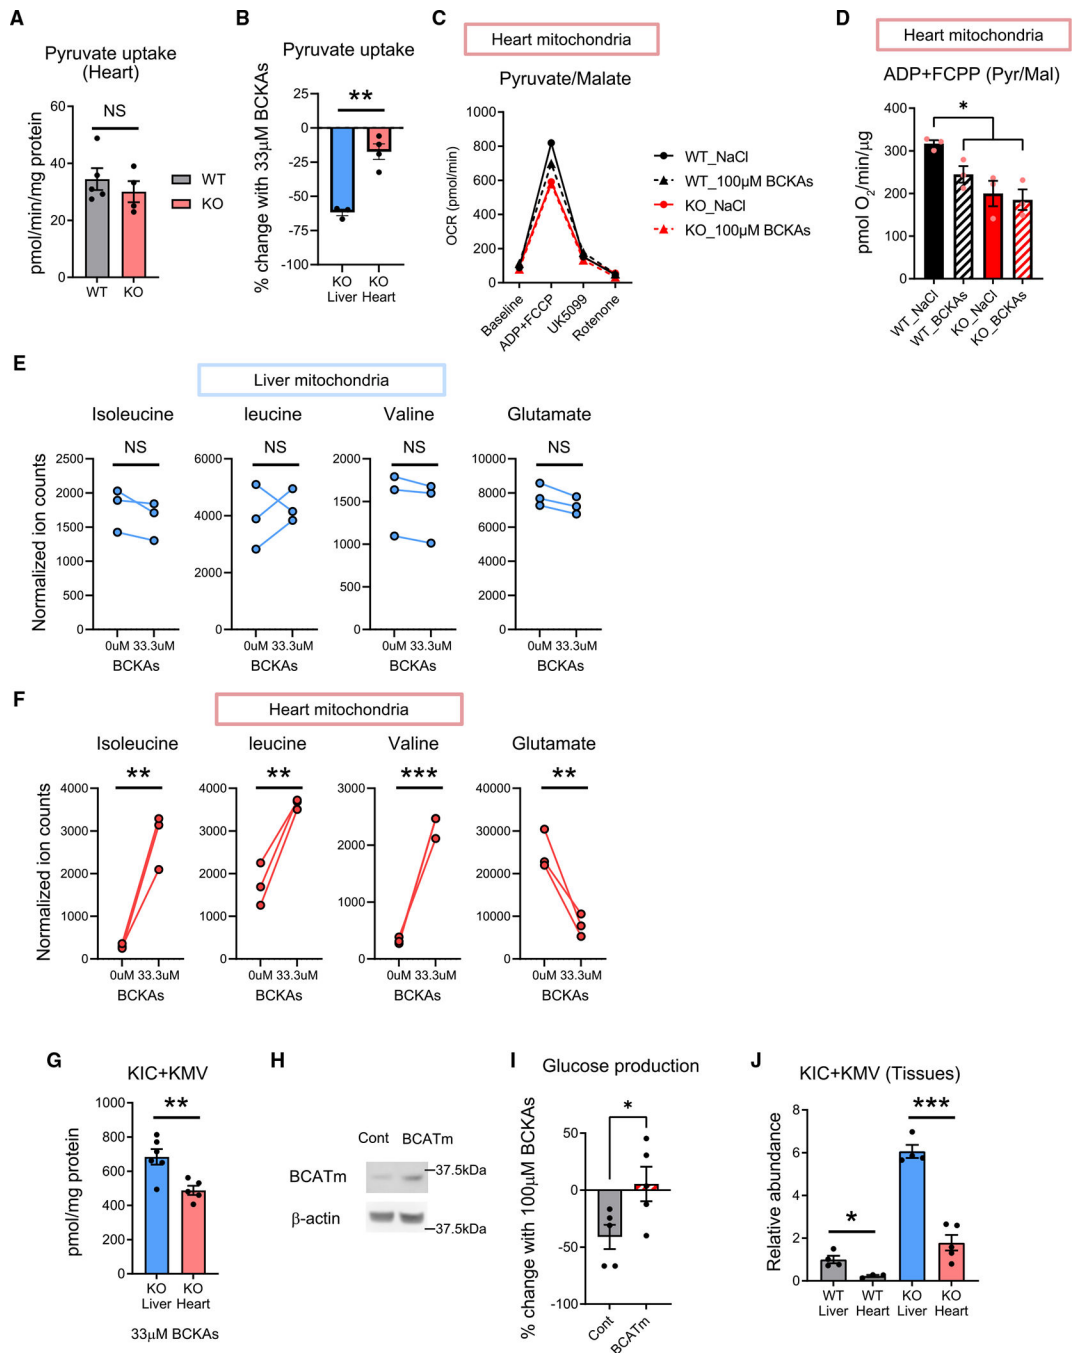 A
Pyruvate uptake
(Heart)
pmol/min/mg protein
60
40
20
0
NS
WT
KO
WT
KO
B
Pyruvate uptake
% change with 33µM BCKAs
25
0
-25
-50
-75
-100
**
KO
Liver
KO
Heart
C
Heart mitochondria
Pyruvate/Malate
OCR (pmol/min)
1000
800
600
400
200
0
Baseline
ADP+FCCP
UK5099
Rotenone
WT_NaCl
WT_100µM BCKAs
KO_NaCl
KO_100µM BCKAs
D
Heart mitochondria
ADP+FCPP (Pyr/Mal)
pmol O2/min/µg
400
300
200
100
0
*
WT_NaCl
WT_BCKAs
KO_NaCl
KO_BCKAs
E
Liver mitochondria
Isoleucine
leucine
Valine
Glutamate
NS
NS
NS
NS
Normalized ion counts
2500
2000
1500
1000
500
0
6000
4000
2000
0
2000
1500
1000
500
0
10000
8000
6000
4000
2000
0
0uM 33.3uM
BCKAs
0uM 33.3uM
BCKAs
0uM 33.3uM
BCKAs
0uM 33.3uM
BCKAs
F
Heart mitochondria
Isoleucine
leucine
Valine
Glutamate
**
**
***
**
Normalized ion counts
4000
3000
2000
1000
0
4000
3000
2000
1000
0
3000
2000
1000
0
40000
30000
20000
10000
0
0uM 33.3uM
BCKAs
0uM 33.3uM
BCKAs
0uM 33.3uM
BCKAs
0uM 33.3uM
BCKAs
G
KIC+KMV
pmol/mg protein
1000
800
600
400
200
0
**
KO
Liver
KO
Heart
33µM BCKAs
H
Cont BCATm
BCATm
37.5kDa
β-actin
37.5kDa
I
Glucose production
% change with 100µM BCKAs
50
0
-50
-100
*
Cont
BCATm
J
KIC+KMV (Tissues)
Relative abundance
8
6
4
2
0
*
***
WT
Liver
WT
Heart
KO
Liver
KO
Heart